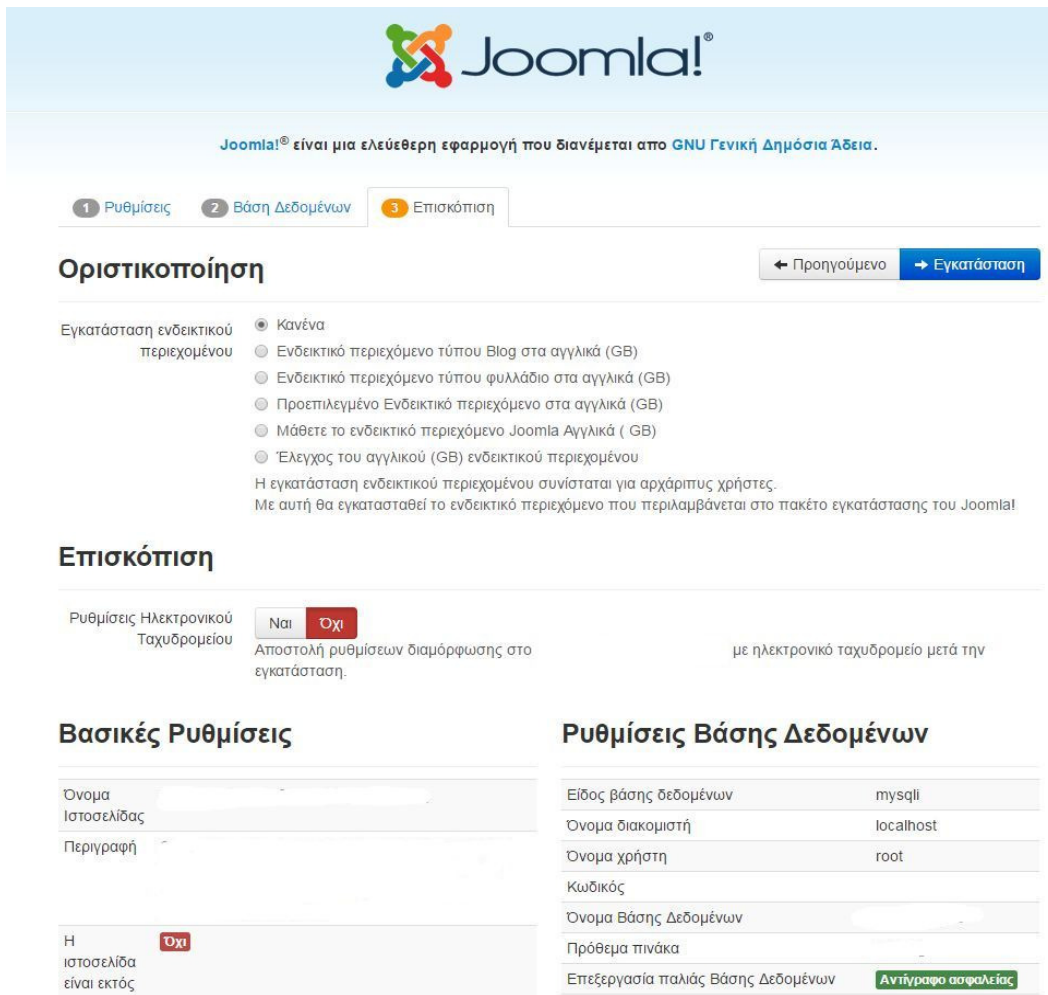 Joomla!®
Joomla!® είναι μια ελεύθερη εφαρμογή που διανέμεται απο GNU Γενική Δημόσια Άδεια.
1 Ρυθμίσεις 2 Βάση Δεδομένων 3 Επισκόπιση
Οριστικοποίηση
Προηγούμενο Εγκατάσταση
Εγκατάσταση ενδεικτικού
περιεχομένου
Κανένα
Ενδεικτικό περιεχόμενο τύπου Blog στα αγγλικά (GB)
Ενδεικτικό περιεχόμενο τύπου φυλλάδιο στα αγγλικά (GB)
Προεπιλεγμένο Ενδεικτικό περιεχόμενο στα αγγλικά (GB)
Μάθετε το ενδεικτικό περιεχόμενο Joomla Αγγλικά ( GB)
Έλεγχος του αγγλικού (GB) ενδεικτικού περιεχομένου
Η εγκατάσταση ενδεικτικού περιεχομένου συνίσταται για αρχάριπυς χρήστες.
Με αυτή θα εγκατασταθεί το ενδεικτικό περιεχόμενο που περιλαμβάνεται στο πακέτο εγκατάστασης του Joomla!
Επισκόπιση
Ρυθμίσεις Ηλεκτρονικού
Ταχυδρομείου
Ναι Όχι
Αποστολή ρυθμίσεων διαμόρφωσης στο με ηλεκτρονικό ταχυδρομείο μετά την
εγκατάσταση.
Βασικές Ρυθμίσεις
Όνομα
Ιστοσελίδας
Περιγραφή
Η Όχι
ιστοσελίδα
είναι εκτός
Ρυθμίσεις Βάσης Δεδομένων
Είδος βάσης δεδομένων mysqli
Όνομα διακομιστή localhost
Όνομα χρήστη root
Κωδικός
Όνομα Βάσης Δεδομένων
Πρόθεμα πινάκα
Επεξεργασία παλιάς Βάσης Δεδομένων Αντίγραφο ασφαλείας